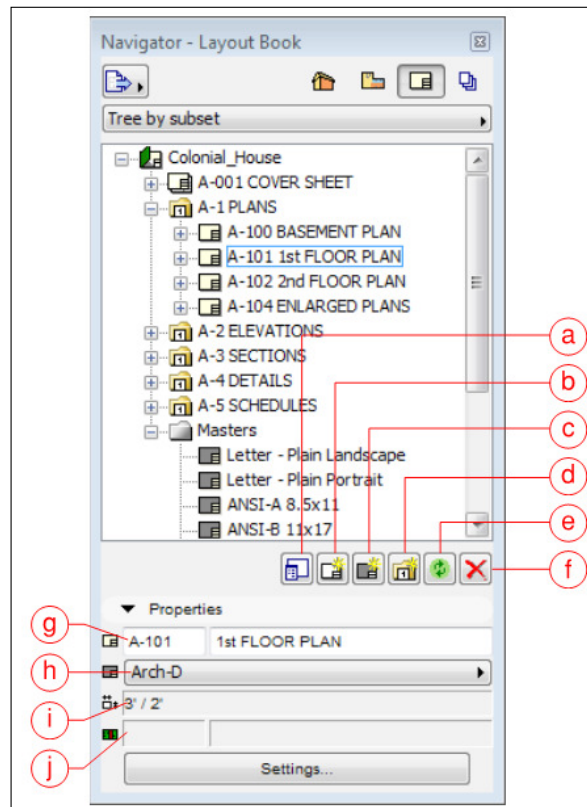 Navigator - Layout Book
Tree by subset
Colonial_House
A-001 COVER SHEET
A-1 PLANS
A-100 BASEMENT PLAN
A-101 1st FLOOR PLAN
A-102 2nd FLOOR PLAN
A-104 ENLARGED PLANS
A-2 ELEVATIONS
A-3 SECTIONS
A-4 DETAILS
A-5 SCHEDULES
Masters
Letter - Plain Landscape
Letter - Plain Portrait
ANSI-A 8.5x11
ANSI-B 11x17
a
b
c
d
e
f
Properties
g A-101 1st FLOOR PLAN
h Arch-D
i 3' / 2'
j
Settings...